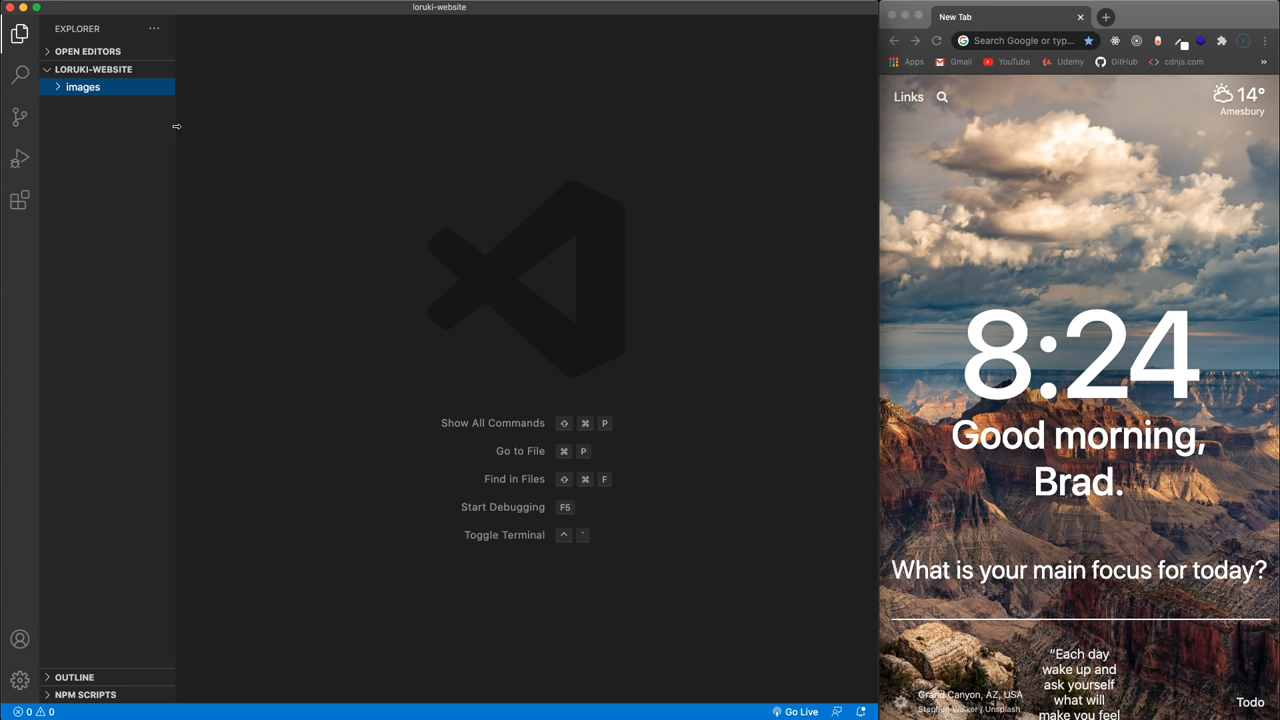 loruki-website
EXPLORER
OPEN EDITORS
LORUKI-WEBSITE
images
Show All Commands ⇧ ⌘ P
Go to File ⌘ P
Find in Files ⇧ ⌘ F
Start Debugging F5
Toggle Terminal ^ `
OUTLINE
NPM SCRIPTS
0 0
Go Live
New Tab
Search Google or typ...
Apps Gmail YouTube Udemy GitHub cdnjs.com »
Links
14°
Amesbury
8:24
Good morning,
Brad.
What is your main focus for today?
“Each day
wake up and
ask yourself
what will
make you feel
Grand Canyon, AZ, USA
Stephen Walker / Unsplash
Todo